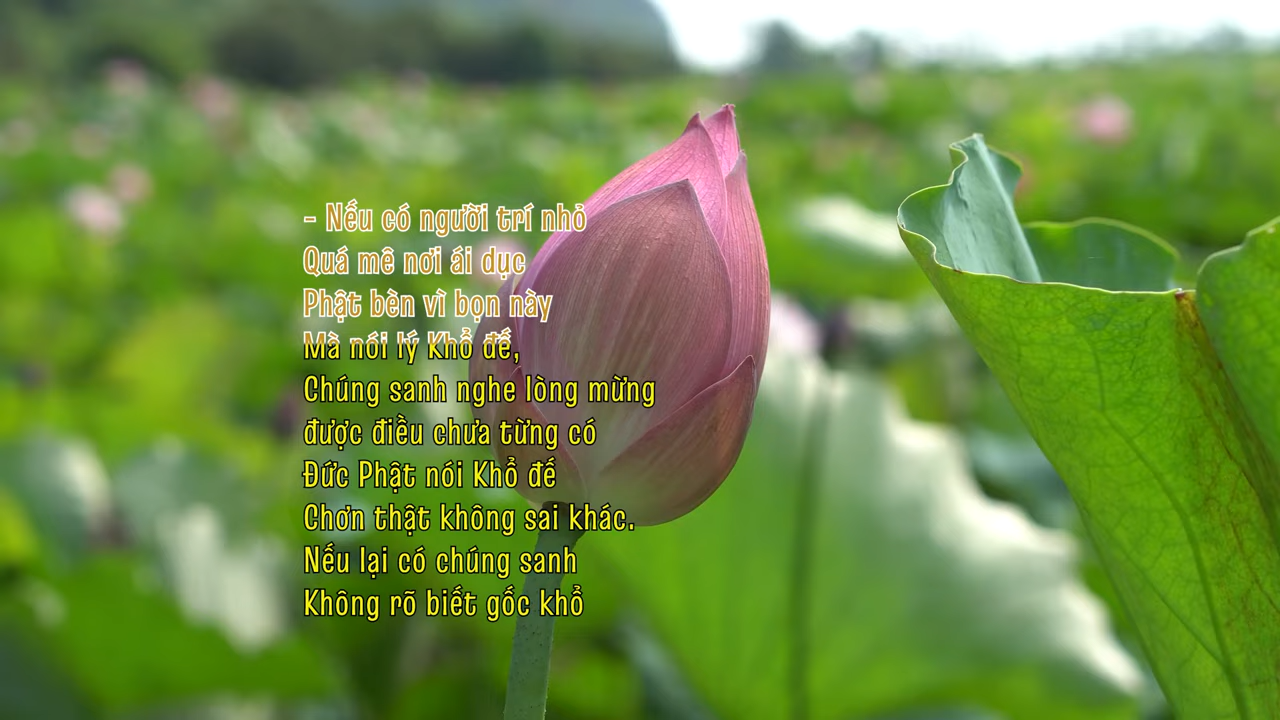 - Nếu có người trí nhỏ
Quá mê nơi ái dục
Phật bèn vì bọn này
Mà nói lý Khổ đế,
Chúng sanh nghe lòng mừng
được điều chưa từng có
Đức Phật nói Khổ đế
Chơn thật không sai khác.
Nếu lại có chúng sanh
Không rõ biết gốc khổ